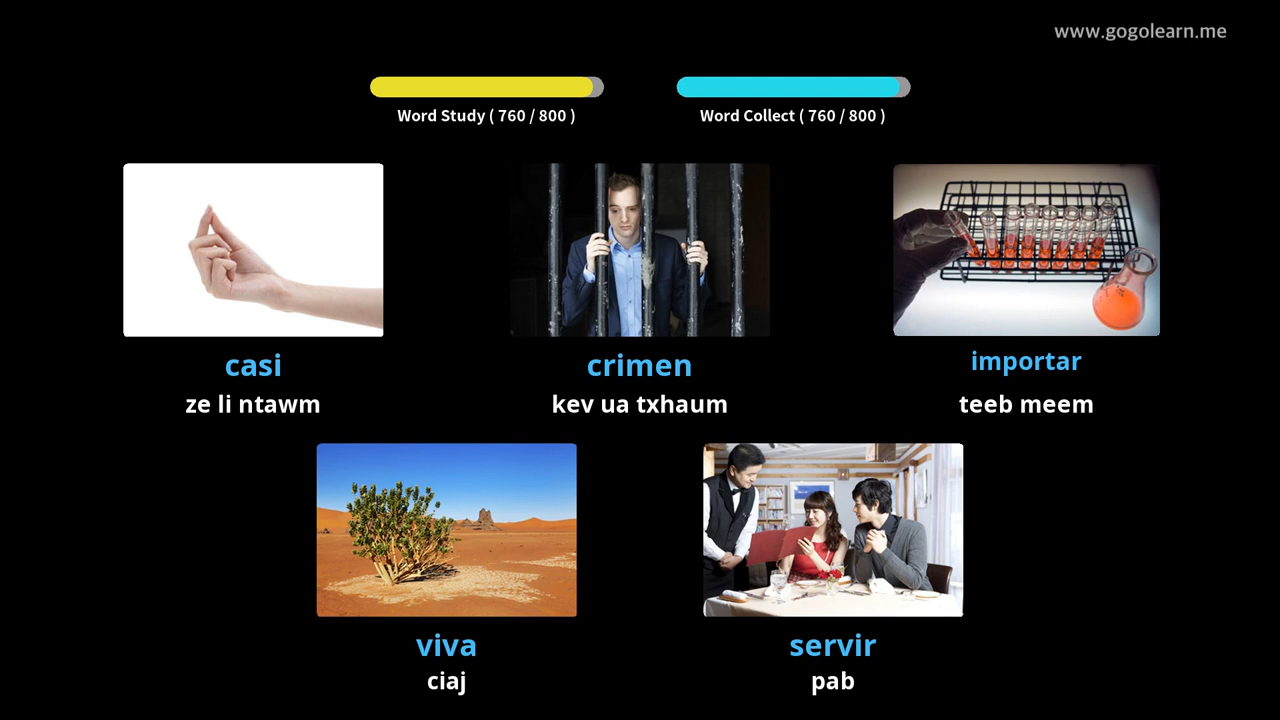 www.gogolearn.me
Word Study ( 760 / 800 )
Word Collect ( 760 / 800 )
casi
ze li ntawm
crimen
kev ua txhaum
importar
teeb meem
viva
ciaj
servir
pab